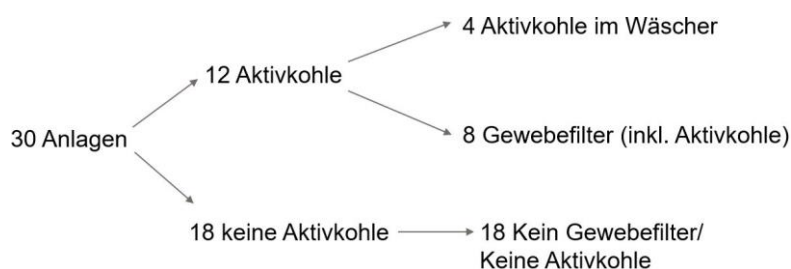 4 Aktivkohle im Wäscher
12 Aktivkohle
30 Anlagen
8 Gewebefilter (inkl. Aktivkohle)
18 keine Aktivkohle
18 Kein Gewebefilter/
Keine Aktivkohle